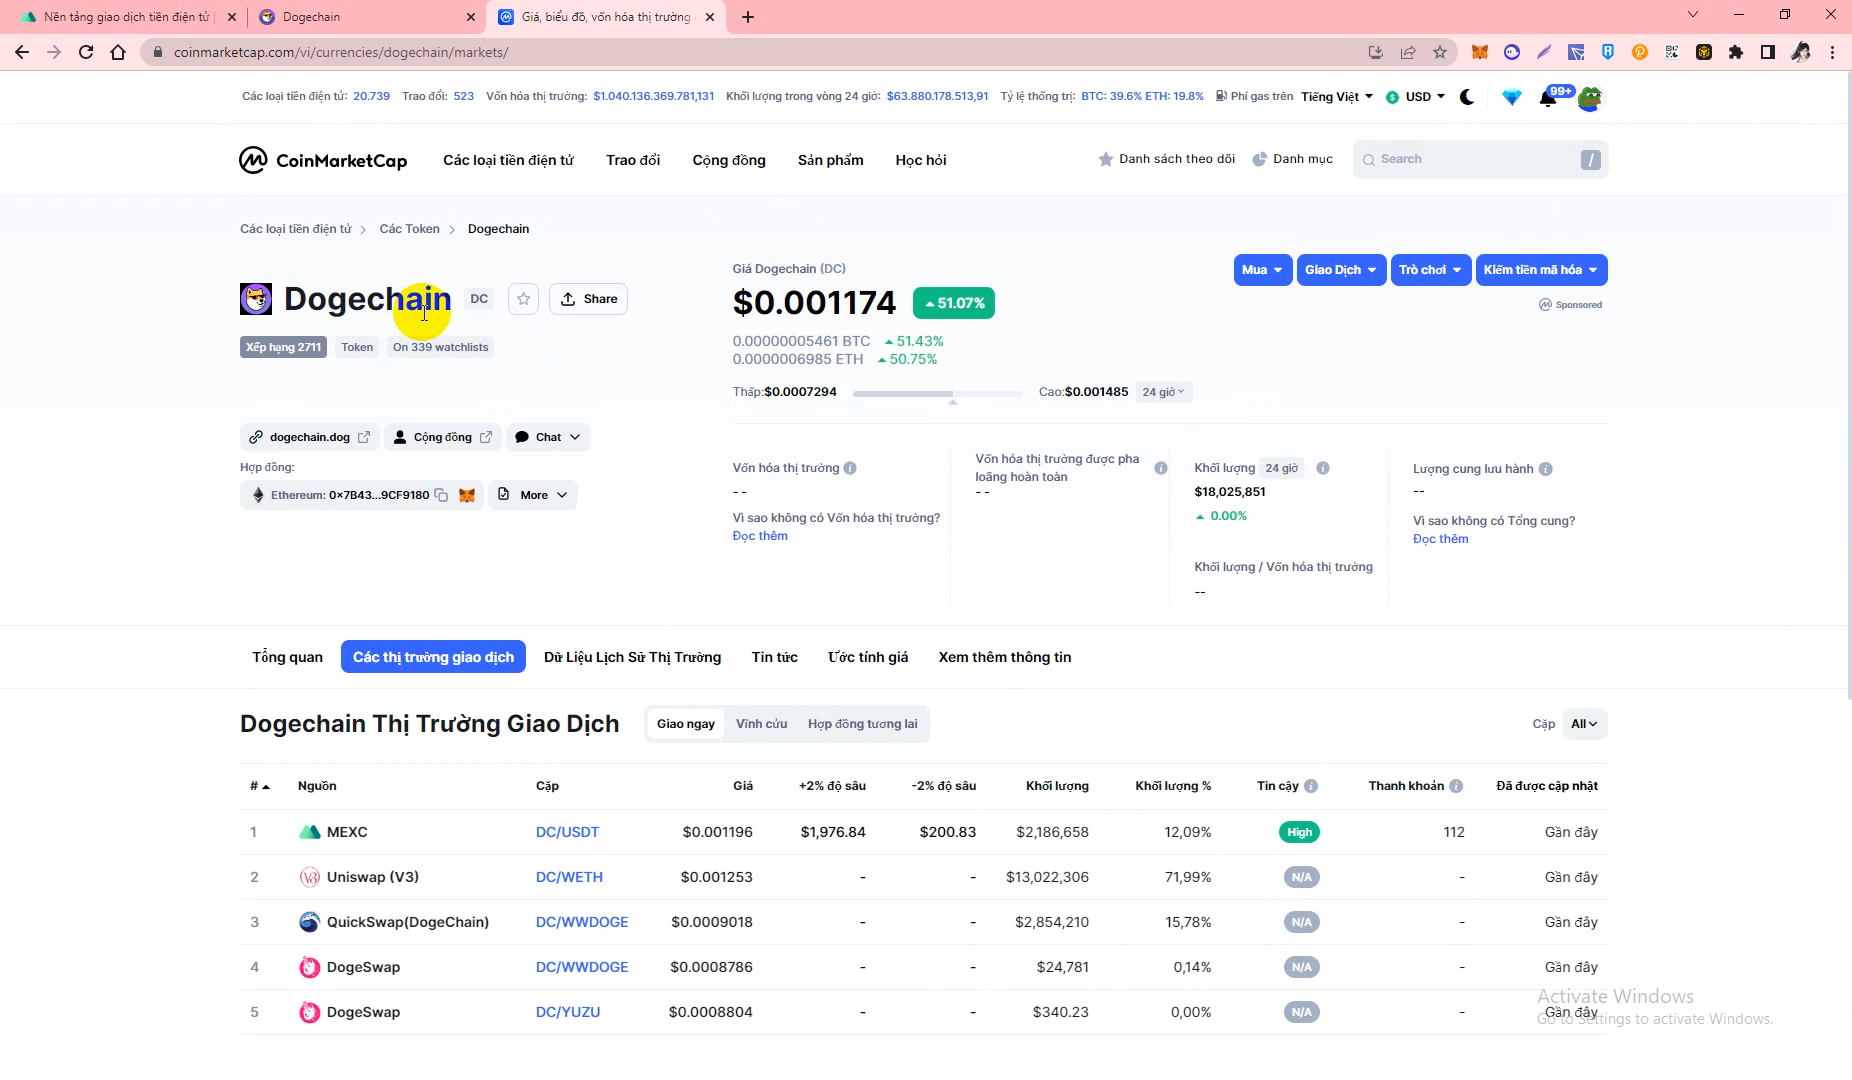 Nền tảng giao dịch tiền điện tử
Dogechain
Giá, biểu đồ, vốn hóa thị trường
coinmarketcap.com/vi/currencies/dogechain/markets/
Các loại tiền điện tử: 20.739 Trao đổi: 523 Vốn hóa thị trường: $1.040.136.369.781,131 Khối lượng trong vòng 24 giờ: $63.880.178.513,91 Tỷ lệ thống trị: BTC: 39.6% ETH: 19.8% Phí gas trên Tiếng Việt USD 99+
CoinMarketCap Các loại tiền điện tử Trao đổi Cộng đồng Sản phẩm Học hỏi Danh sách theo dõi Danh mục Search /
Các loại tiền điện tử > Các Token > Dogechain
Dogechain DC Share
Xếp hạng 2711 Token On 339 watchlists
dogechain.dog Cộng đồng Chat
Hợp đồng:
Ethereum: 0x7B43...9CF9180 More
Giá Dogechain (DC)
$0.001174 51.07%
0.00000005461 BTC 51.43%
0.0000006985 ETH 50.75%
Thấp:$0.0007294 Cao:$0.001485 24 giờ
Mua Giao Dịch Trò chơi Kiếm tiền mã hóa
Sponsored
Vốn hóa thị trường
--
Vì sao không có Vốn hóa thị trường?
Đọc thêm
Vốn hóa thị trường được pha
loãng hoàn toàn
--
Khối lượng 24 giờ
$18,025,851
0.00%
Khối lượng / Vốn hóa thị trường
--
Lượng cung lưu hành
--
Vì sao không có Tổng cung?
Đọc thêm
Tổng quan Các thị trường giao dịch Dữ Liệu Lịch Sử Thị Trường Tin tức Ước tính giá Xem thêm thông tin
Dogechain Thị Trường Giao Dịch Giao ngay Vĩnh cửu Hợp đồng tương lai Cặp All
# Nguồn Cặp Giá +2% độ sâu -2% độ sâu Khối lượng Khối lượng % Tin cậy Thanh khoản Đã được cập nhật
1 MEXC DC/USDT $0.001196 $1,976.84 $200.83 $2,186,658 12,09% High 112 Gần đây
2 Uniswap (V3) DC/WETH $0.001253 - - $13,022,306 71,99% N/A - Gần đây
3 QuickSwap(DogeChain) DC/WWDOGE $0.0009018 - - $2,854,210 15,78% N/A - Gần đây
4 DogeSwap DC/WWDOGE $0.0008786 - - $24,781 0,14% N/A - Gần đây
5 DogeSwap DC/YUZU $0.0008804 - - $340.23 0,00% N/A - Gần đây
Activate Windows
Go to Settings to activate Windows.